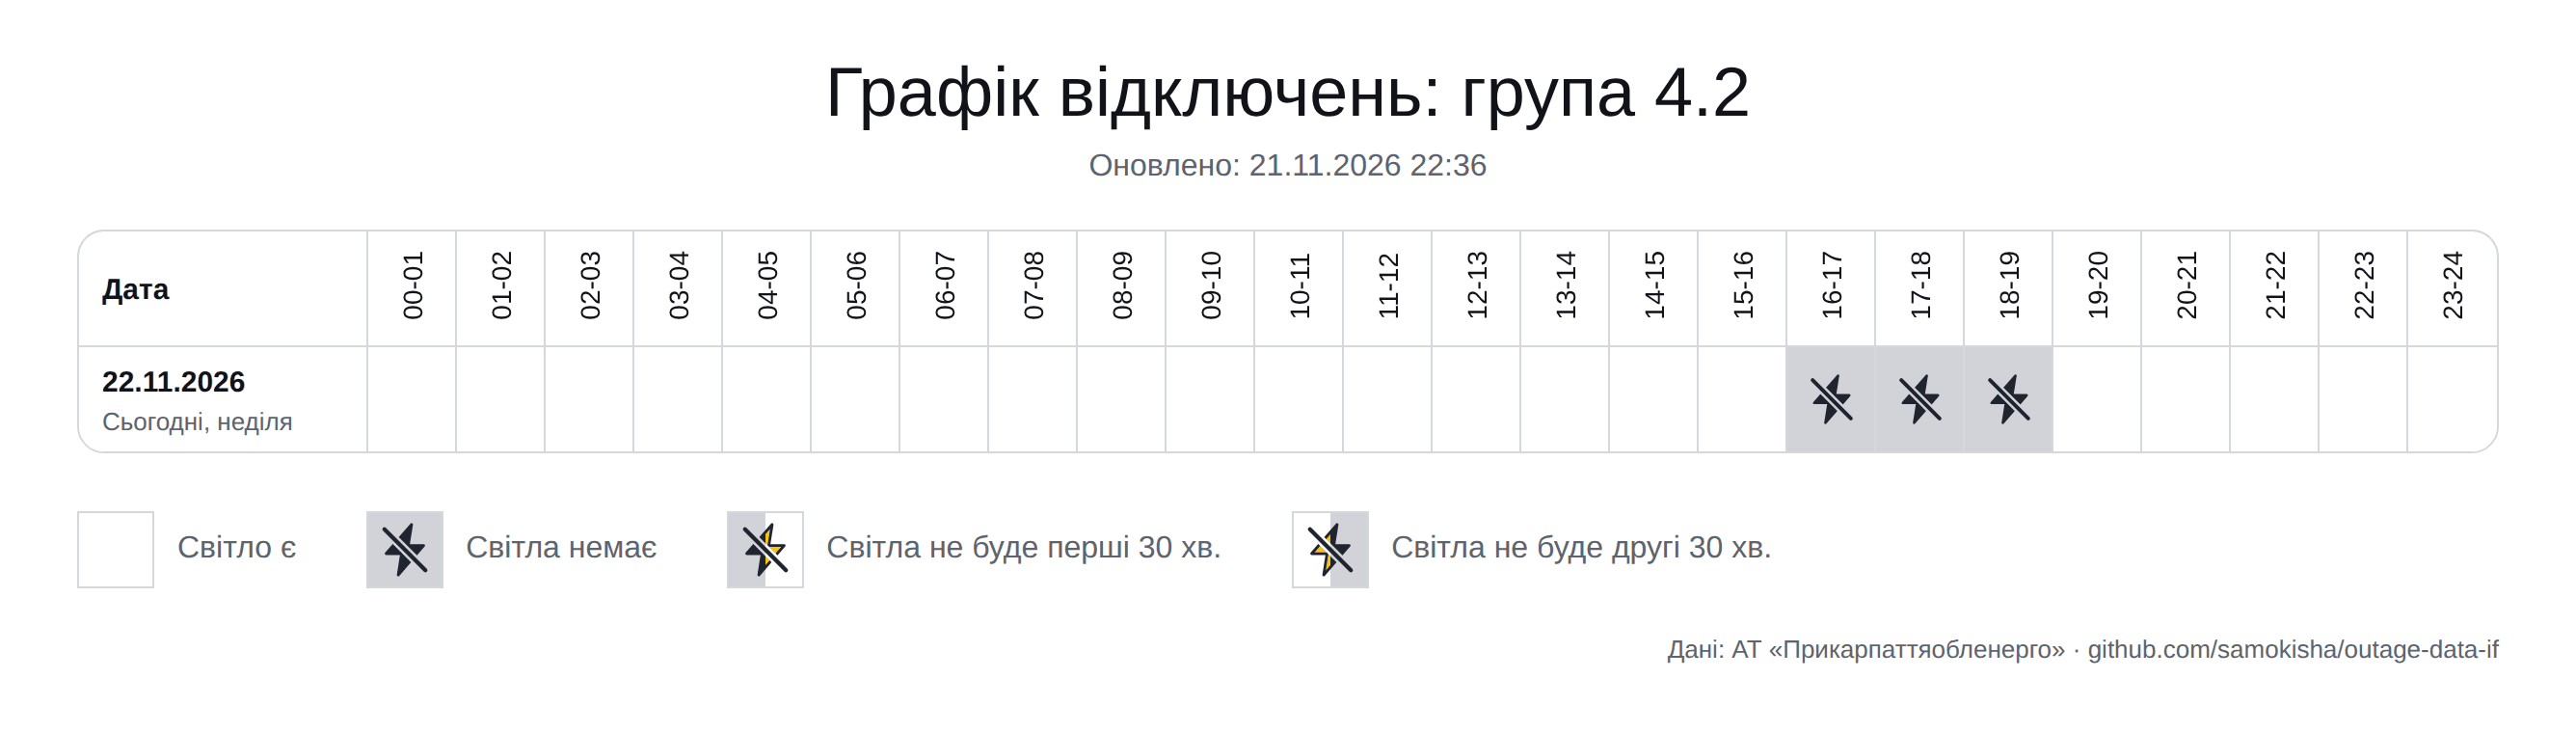 Графік відключень: група 4.2
Оновлено: 21.11.2026 22:36
Дата 00-01 01-02 02-03 03-04 04-05 05-06 06-07 07-08 08-09 09-10 10-11 11-12 12-13 13-14 14-15 15-16 16-17 17-18 18-19 19-20 20-21 21-22 22-23 23-24
22.11.2026
Сьогодні, неділя
Світло є Світла немає Світла не буде перші 30 хв. Світла не буде другі 30 хв.
Дані: АТ «Прикарпаттяобленерго» · github.com/samokisha/outage-data-if